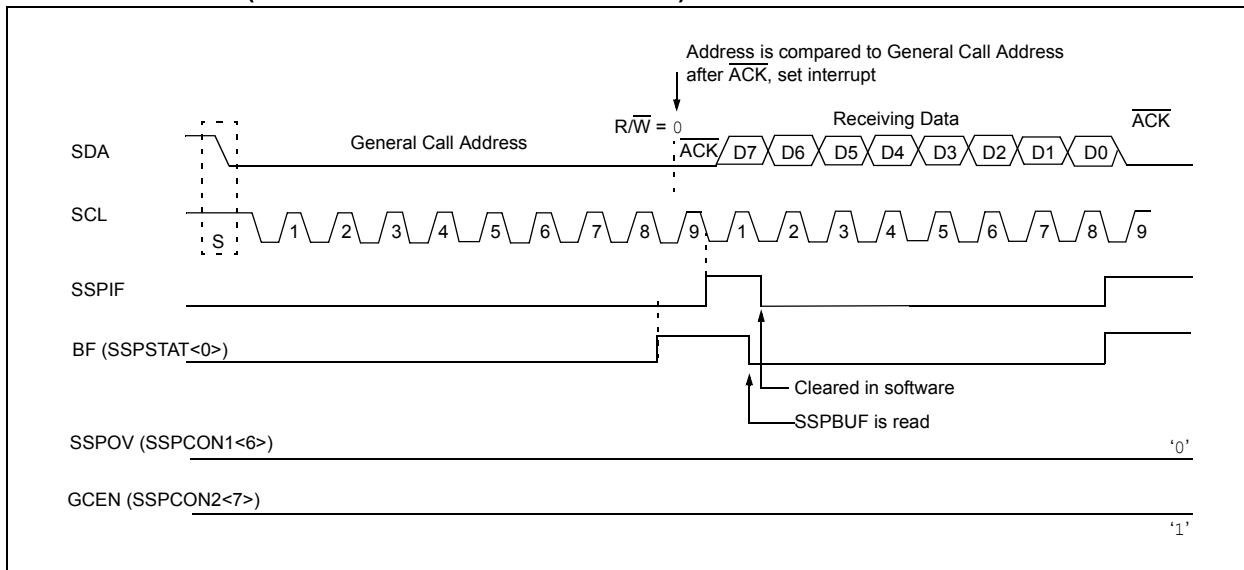 Address is compared to General Call Address
after ACK, set interrupt
R/W = 0
Receiving Data
ACK
General Call Address
SDA
ACK
D7 D6 D5 D4 D3 D2 D1 D0
SCL
S
1 2 3 4 5 6 7 8 9 1 2 3 4 5 6 7 8 9
SSPIF
BF (SSPSTAT<0>)
Cleared in software
SSPBUF is read
SSPOV (SSPCON1<6>)
‘0’
GCEN (SSPCON2<7>)
‘1’